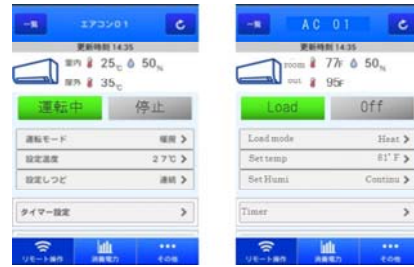 一覧 エアコン01 C
更新時刻 14:35
室内 25℃ 50%
屋外 35℃
運転中 停止
運転モード 暖房
設定温度 27℃
設定しつど 連続
タイマー設定
リモート操作 消費電力 その他
一覧 AC 01 C
更新時刻 14:35
room 77F 50%
out 95F
Load Off
Load mode Heat
Set temp 81°F
Set Humi Continu
Timer
リモート操作 消費電力 その他